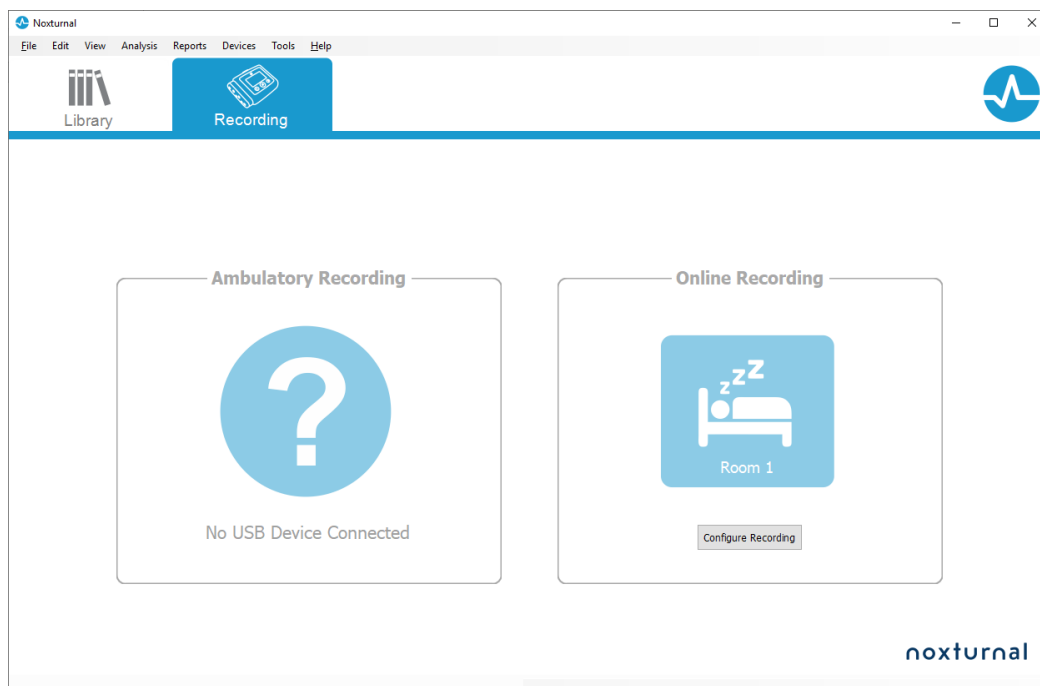 Noxturnal
File Edit View Analysis Reports Devices Tools Help
Library
Recording
Ambulatory Recording
No USB Device Connected
Online Recording
zzZ
Room 1
Configure Recording
noxturnal